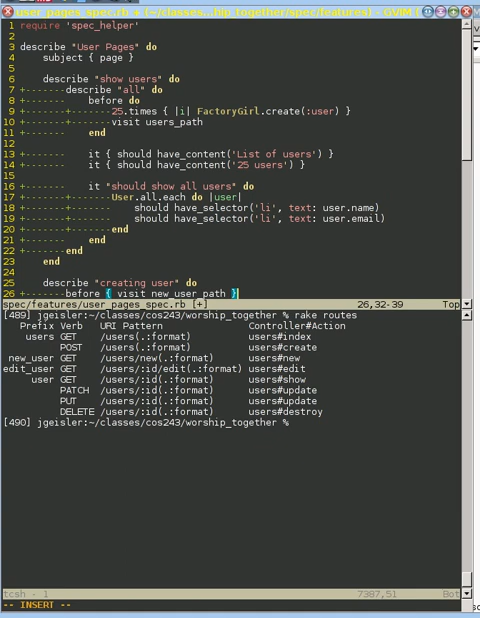 user_pages_spec.rb + (~/classes...hip_together/spec/features) - GVIM
1 require 'spec_helper'
2
3 describe "User Pages" do
4 subject { page }
5
6 describe "show users" do
7 +-------describe "all" do
8 +------- before do
9 +-------+-------25.times { |i| FactoryGirl.create(:user) }
10 +-------+-------visit users_path
11 +------- end
12
13 +------- it { should have_content('List of users') }
14 +------- it { should have_content('25 users') }
15
16 +------- it "should show all users" do
17 +-------+-------User.all.each do |user|
18 +-------+------- should have_selector('li', text: user.name)
19 +-------+------- should have_selector('li', text: user.email)
20 +-------+-------end
21 +------- end
22 +-------end
23 end
24
25 describe "creating user" do
26 +-------before { visit new_user_path }
spec/features/user_pages_spec.rb [+] 26,32-39 Top
[489] jgeisler:~/classes/cos243/worship_together % rake routes
Prefix Verb URI Pattern Controller#Action
users GET /users(.:format) users#index
POST /users(.:format) users#create
new_user GET /users/new(.:format) users#new
edit_user GET /users/:id/edit(.:format) users#edit
user GET /users/:id(.:format) users#show
PATCH /users/:id(.:format) users#update
PUT /users/:id(.:format) users#update
DELETE /users/:id(.:format) users#destroy
[490] jgeisler:~/classes/cos243/worship_together %
tcsh - 1 7387,51 Bot
-- INSERT --